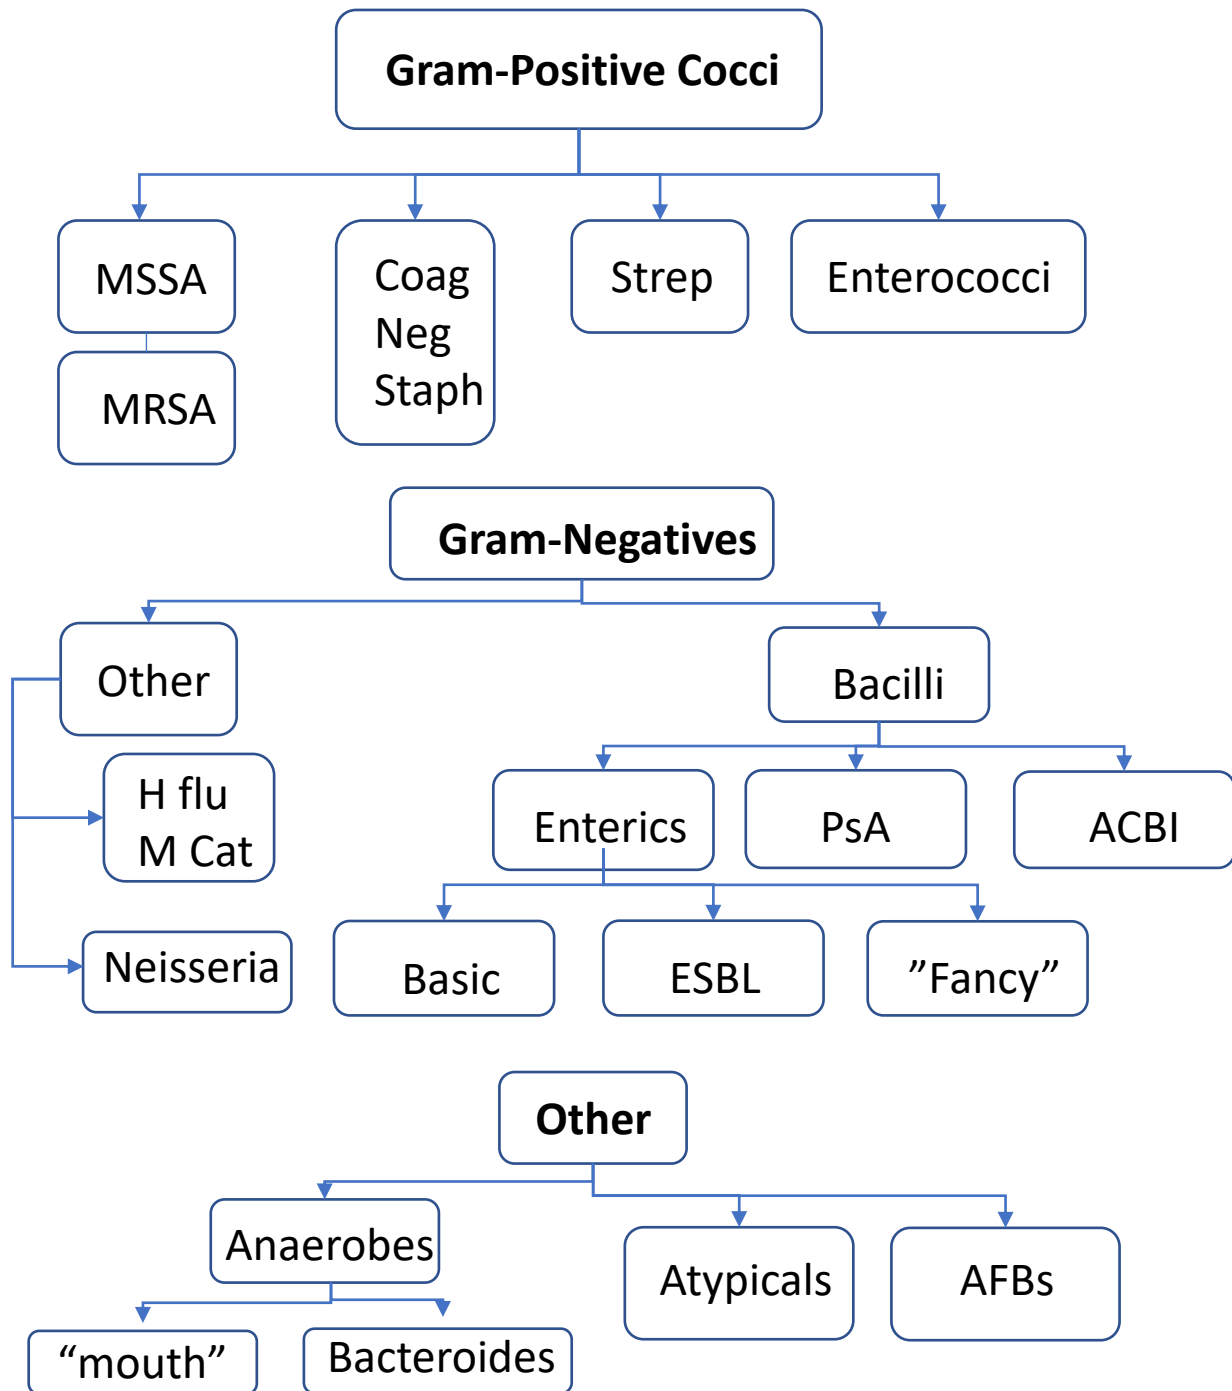 Gram-Positive Cocci
MSSA
MRSA
Coag
Neg
Staph
Strep
Enterococci
Gram-Negatives
Other
H flu
M Cat
Neisseria
Bacilli
Enterics
PsA
ACBI
Basic
ESBL
”Fancy”
Other
Anaerobes
“mouth”
Bacteroides
Atypicals
AFBs